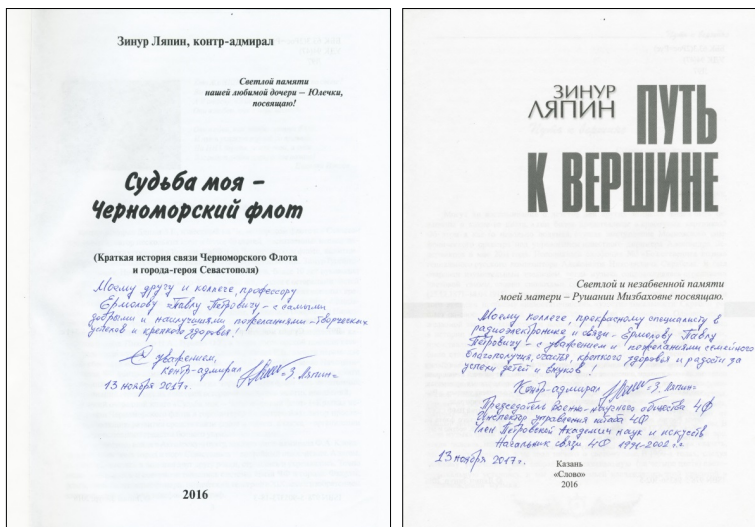 Зинур Ляпин, контр-адмирал
Светлой памяти
нашей любимой дочери – Юлечки,
посвящаю!
Судьба моя –
Черноморский флот
(Краткая история связи Черноморского Флота
и города-героя Севастополя)
Моему другу и коллеге, профессору
Ермолову Павлу Петровичу – с самыми
добрыми и наилучшими пожеланиями творческих
успехов и крепкого здоровья!
С уважением,
контр-адмирал =З. Ляпин=
13 ноября 2017г.
2016
ЗИНУР
ЛЯПИН
ПУТЬ
К ВЕРШИНЕ
Светлой и незабвенной памяти
моей матери – Рушании Мизбаховне посвящаю.
Моему коллеге, прекрасному специалисту в
радиоэлектронике и связи – Ермолову Павлу
Петровичу – с уважением и пожеланиями семейного
благополучия, счастья, крепкого здоровья и радости за
успехи детей и внуков!
Контр-адмирал =З. Ляпин=
Председатель Военно-научного общества ЧФ
Инспектор управления штаба ЧФ
Член Петровской Академии наук и искусств
Начальник связи ЧФ 1991-2002 г.г.
13 ноября 2017г.
Казань
«Слово»
2016